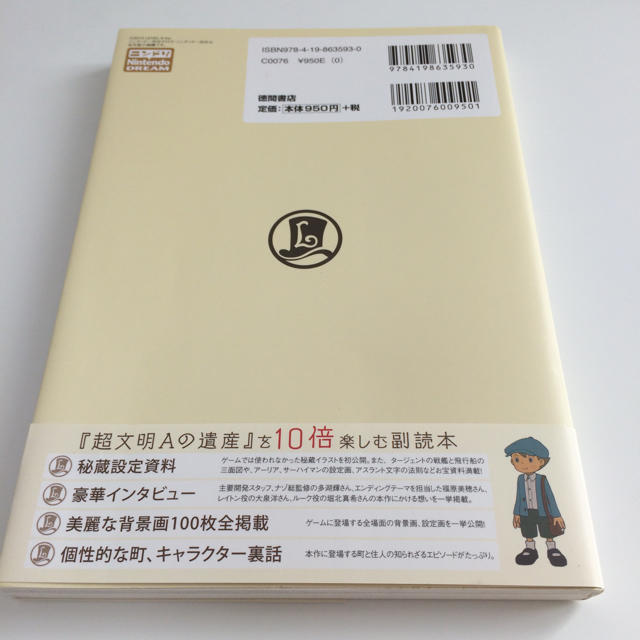 ニンドリ
Nintendo
DREAM
ISBN978-4-19-863593-0
C0076 ¥950E (0)
徳間書店
定価：本体950円+税
9784198635930
1920076009501
L
『超文明Aの遺産』を10倍楽しむ副読本
秘蔵設定資料
ゲームでは使われなかった秘蔵イラストを初公開。また、タージェントの戦艦と飛行船の
三面図や、アーリア、サーハイマンの設定画、アスラント文字の法則などお宝資料満載!
豪華インタビュー
主要開発スタッフ、ナゾ総監修の多湖輝さん、エンディングテーマを担当した福原美穂さん、
レイトン役の大泉洋さん、ルーク役の堀北真希さんの本作にかける想いを一挙掲載。
美麗な背景画100枚全掲載
ゲームに登場する全場面の背景画、設定画を一挙公開!
個性的な町、キャラクター裏話
本作に登場する町と住人の知られざるエピソードがたっぷり。